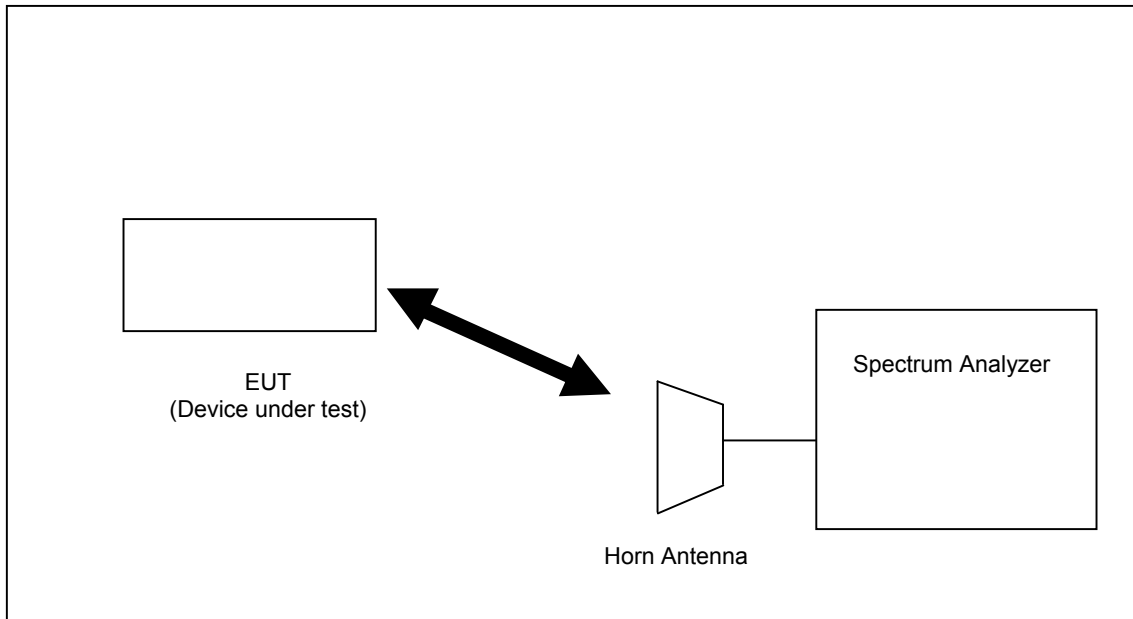 EUT
(Device under test)
Spectrum Analyzer
Horn Antenna